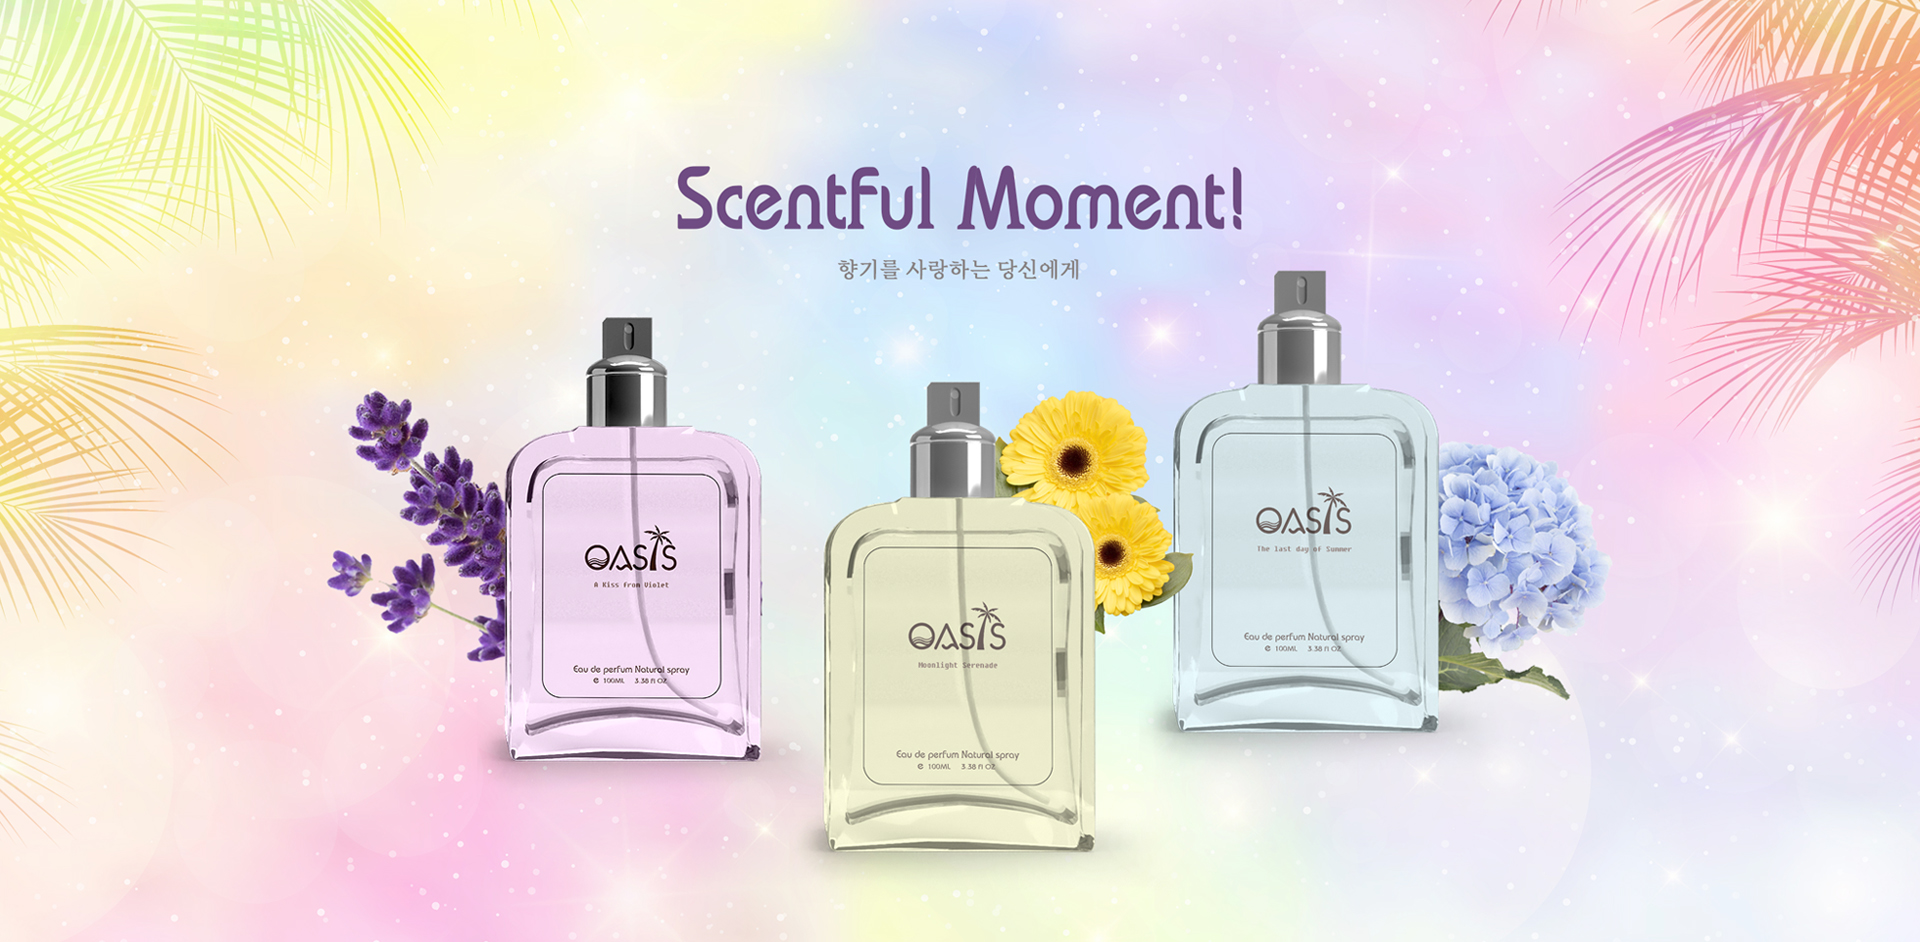 Scentful Moment!
향기를 사랑하는 당신에게
OASIS
A Kiss from Violet
Eau de perfum Natural spray
e 100ML 3.38 fl OZ
OASIS
Moonlight Serenade
Eau de perfum Natural spray
e 100ML 3.38 fl OZ
OASIS
The last day of Summer
Eau de perfum Natural spray
e 100ML 3.38 fl OZ